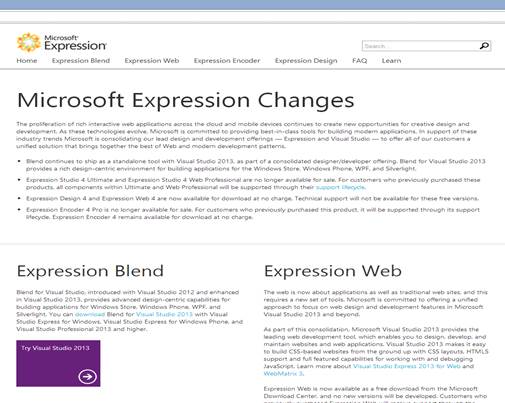 Microsoft
Expression
Search
Home Expression Blend Expression Web Expression Encoder Expression Design FAQ Learn
Microsoft Expression Changes
The proliferation of rich interactive web applications across the cloud and mobile devices continues to create new opportunities for creative design and
development. As these technologies evolve, Microsoft is committed to providing best-in-class tools for building modern applications. In support of these
industry trends Microsoft is consolidating our lead design and development offerings — Expression and Visual Studio — to offer all of our customers a
unified solution that brings together the best of Web and modern development patterns.
• Blend continues to ship as a standalone tool with Visual Studio 2013, as part of a consolidated designer/developer offering. Blend for Visual Studio 2013
provides a rich design-centric environment for building applications for the Windows Store, Windows Phone, WPF, and Silverlight.
• Expression Studio 4 Ultimate and Expression Studio 4 Web Professional are no longer available for sale. For customers who previously purchased these
products, all components within Ultimate and Web Professional will be supported through their support lifecycle.
• Expression Design 4 and Expression Web 4 are now available for download at no charge. Technical support will not be available for these free versions.
• Expression Encoder 4 Pro is no longer available for sale. For customers who previously purchased this product, it will be supported through its support
lifecycle. Expression Encoder 4 remains available for download at no charge.
Expression Blend
Blend for Visual Studio, introduced with Visual Studio 2012 and enhanced
in Visual Studio 2013, provides advanced design-centric capabilities for
building applications for Windows Store, Windows Phone, WPF, and
Silverlight. You can download Blend for Visual Studio 2013 with Visual
Studio Express for Windows, Visual Studio Express for Windows Phone, and
Visual Studio Professional 2013 and higher.
Try Visual Studio 2013
Expression Web
The web is now about applications as well as traditional web sites; and this
requires a new set of tools. Microsoft is committed to offering a unified
approach to focus on web design and development features in Microsoft
Visual Studio 2013 and beyond.
As part of this consolidation, Microsoft Visual Studio 2013 provides the
leading web development tool, which enables you to design, develop, and
maintain websites and web applications. Visual Studio 2013 makes it easy
to build CSS-based websites from the ground up with CSS layouts, HTML5
support and full featured capabilities for working with and debugging
JavaScript. Learn more about Visual Studio Express 2013 for Web and
WebMatrix 3.
Expression Web is now available as a free download from the Microsoft
Download Center, and no new versions will be developed. Customers who